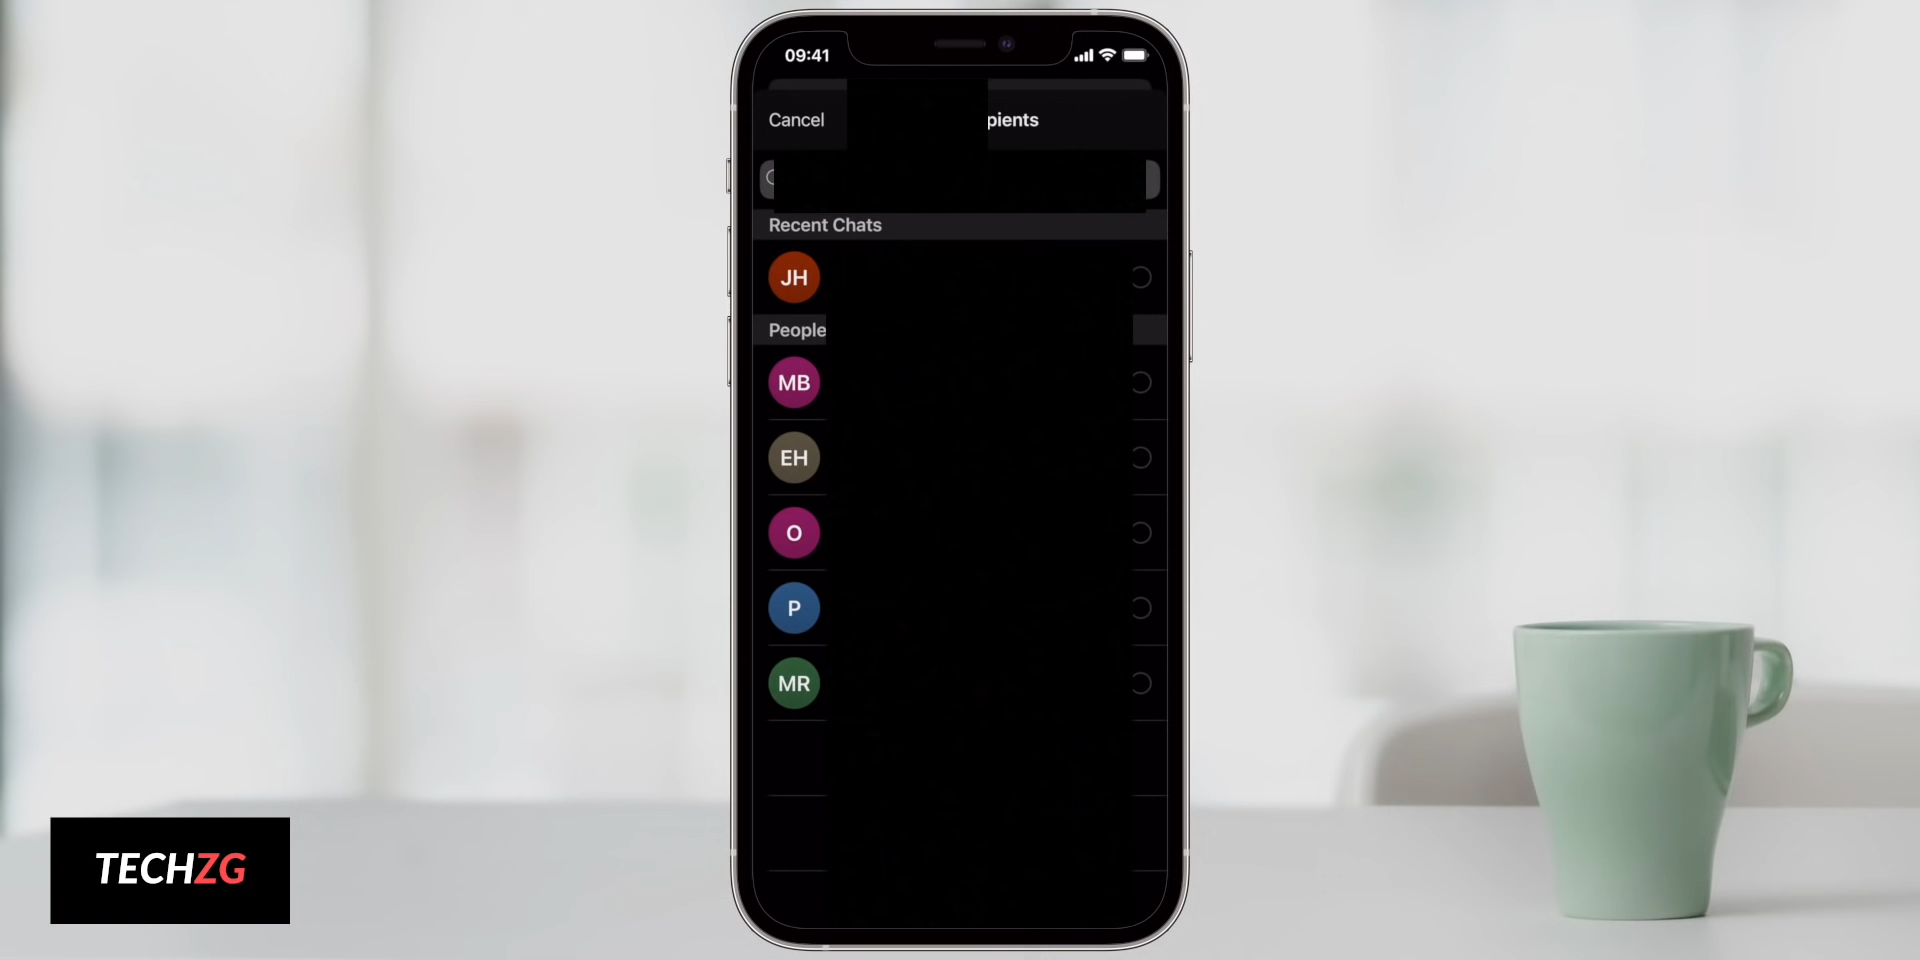 09:41
Cancel
pients
Recent Chats
JH
People
MB
EH
O
P
MR
TECHZG